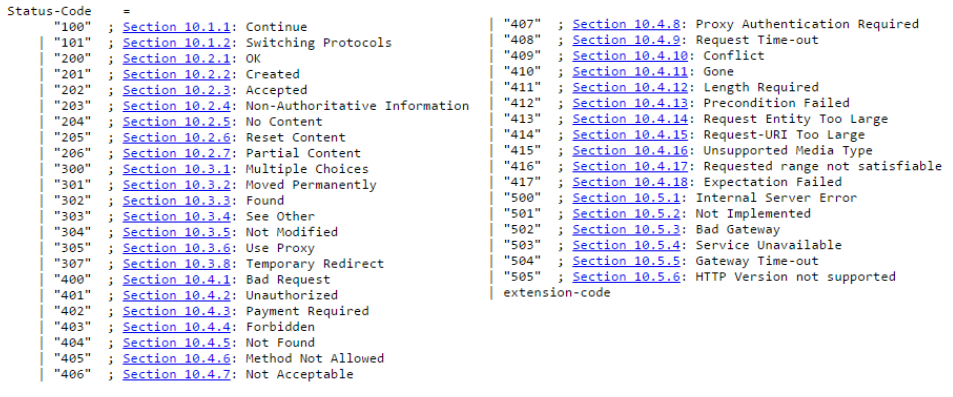 Status-Code    =
      "100"  ; Section 10.1.1: Continue
    | "101"  ; Section 10.1.2: Switching Protocols
    | "200"  ; Section 10.2.1: OK
    | "201"  ; Section 10.2.2: Created
    | "202"  ; Section 10.2.3: Accepted
    | "203"  ; Section 10.2.4: Non-Authoritative Information
    | "204"  ; Section 10.2.5: No Content
    | "205"  ; Section 10.2.6: Reset Content
    | "206"  ; Section 10.2.7: Partial Content
    | "300"  ; Section 10.3.1: Multiple Choices
    | "301"  ; Section 10.3.2: Moved Permanently
    | "302"  ; Section 10.3.3: Found
    | "303"  ; Section 10.3.4: See Other
    | "304"  ; Section 10.3.5: Not Modified
    | "305"  ; Section 10.3.6: Use Proxy
    | "307"  ; Section 10.3.8: Temporary Redirect
    | "400"  ; Section 10.4.1: Bad Request
    | "401"  ; Section 10.4.2: Unauthorized
    | "402"  ; Section 10.4.3: Payment Required
    | "403"  ; Section 10.4.4: Forbidden
    | "404"  ; Section 10.4.5: Not Found
    | "405"  ; Section 10.4.6: Method Not Allowed
    | "406"  ; Section 10.4.7: Not Acceptable
    | "407"  ; Section 10.4.8: Proxy Authentication Required
    | "408"  ; Section 10.4.9: Request Time-out
    | "409"  ; Section 10.4.10: Conflict
    | "410"  ; Section 10.4.11: Gone
    | "411"  ; Section 10.4.12: Length Required
    | "412"  ; Section 10.4.13: Precondition Failed
    | "413"  ; Section 10.4.14: Request Entity Too Large
    | "414"  ; Section 10.4.15: Request-URI Too Large
    | "415"  ; Section 10.4.16: Unsupported Media Type
    | "416"  ; Section 10.4.17: Requested range not satisfiable
    | "417"  ; Section 10.4.18: Expectation Failed
    | "500"  ; Section 10.5.1: Internal Server Error
    | "501"  ; Section 10.5.2: Not Implemented
    | "502"  ; Section 10.5.3: Bad Gateway
    | "503"  ; Section 10.5.4: Service Unavailable
    | "504"  ; Section 10.5.5: Gateway Time-out
    | "505"  ; Section 10.5.6: HTTP Version not supported
    | extension-code